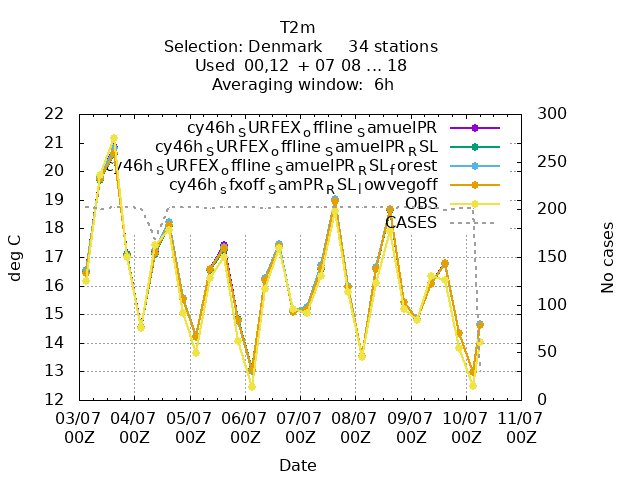 T2m
Selection: Denmark 34 stations
Used 00,12 + 07 08 ... 18
Averaging window: 6h
cy46h_SURFEX_offline_SamuelPR
cy46h_SURFEX_offline_SamuelPR_RSL
cy46h_SURFEX_offline_SamuelPR_RSL_forest
cy46h_sfxoff_SamPR_RSL_lowvegoff
OBS
CASES
deg C
22
21
20
19
18
17
16
15
14
13
12
No cases
300
250
200
150
100
50
0
03/07 04/07 05/07 06/07 07/07 08/07 09/07 10/07 11/07
00Z 00Z 00Z 00Z 00Z 00Z 00Z 00Z 00Z
Date